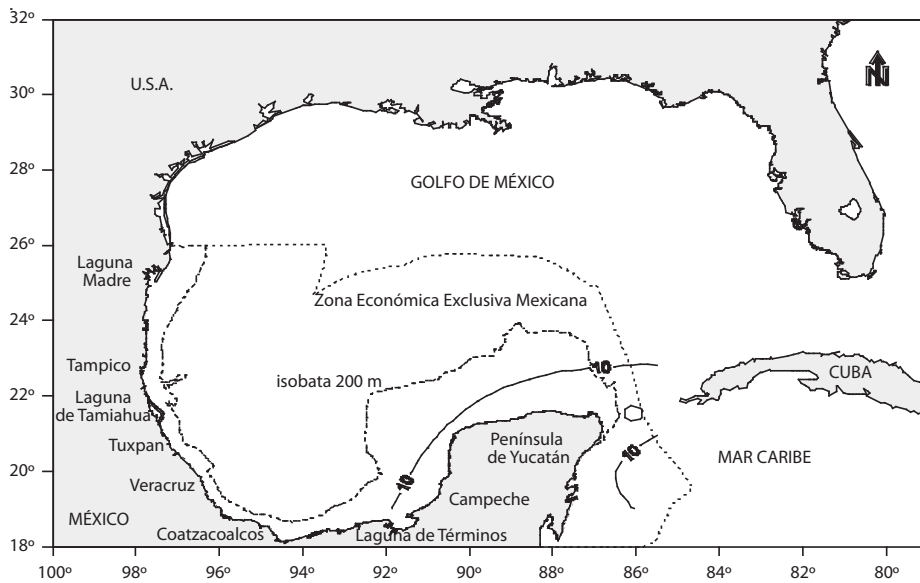 32º
U.S.A.
N
30º
28º
GOLFO DE MÉXICO
26º
Laguna
Madre
Zona Económica Exclusiva Mexicana
24º
Tampico
10
CUBA
isobata 200 m
22º
Laguna
de Tamiahua
Tuxpan
Península
de Yucatán
10
MAR CARIBE
20º
Veracruz
10
Campeche
MÉXICO
Coatzacoalcos
Laguna de Términos
18º
100º 98º 96º 94º 92º 90º 88º 86º 84º 82º 80º